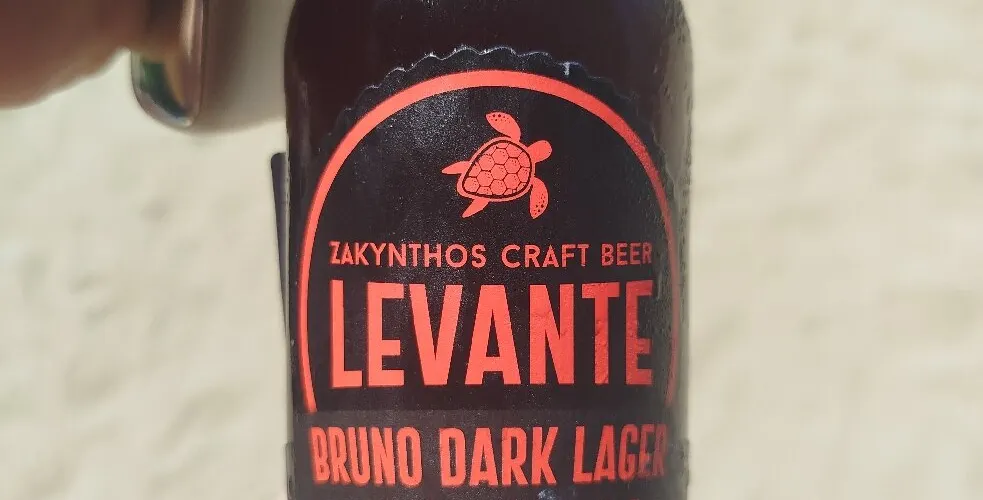 ZAKYNTHOS CRAFT BEER
LEVANTE
BRUNO DARK LAGER